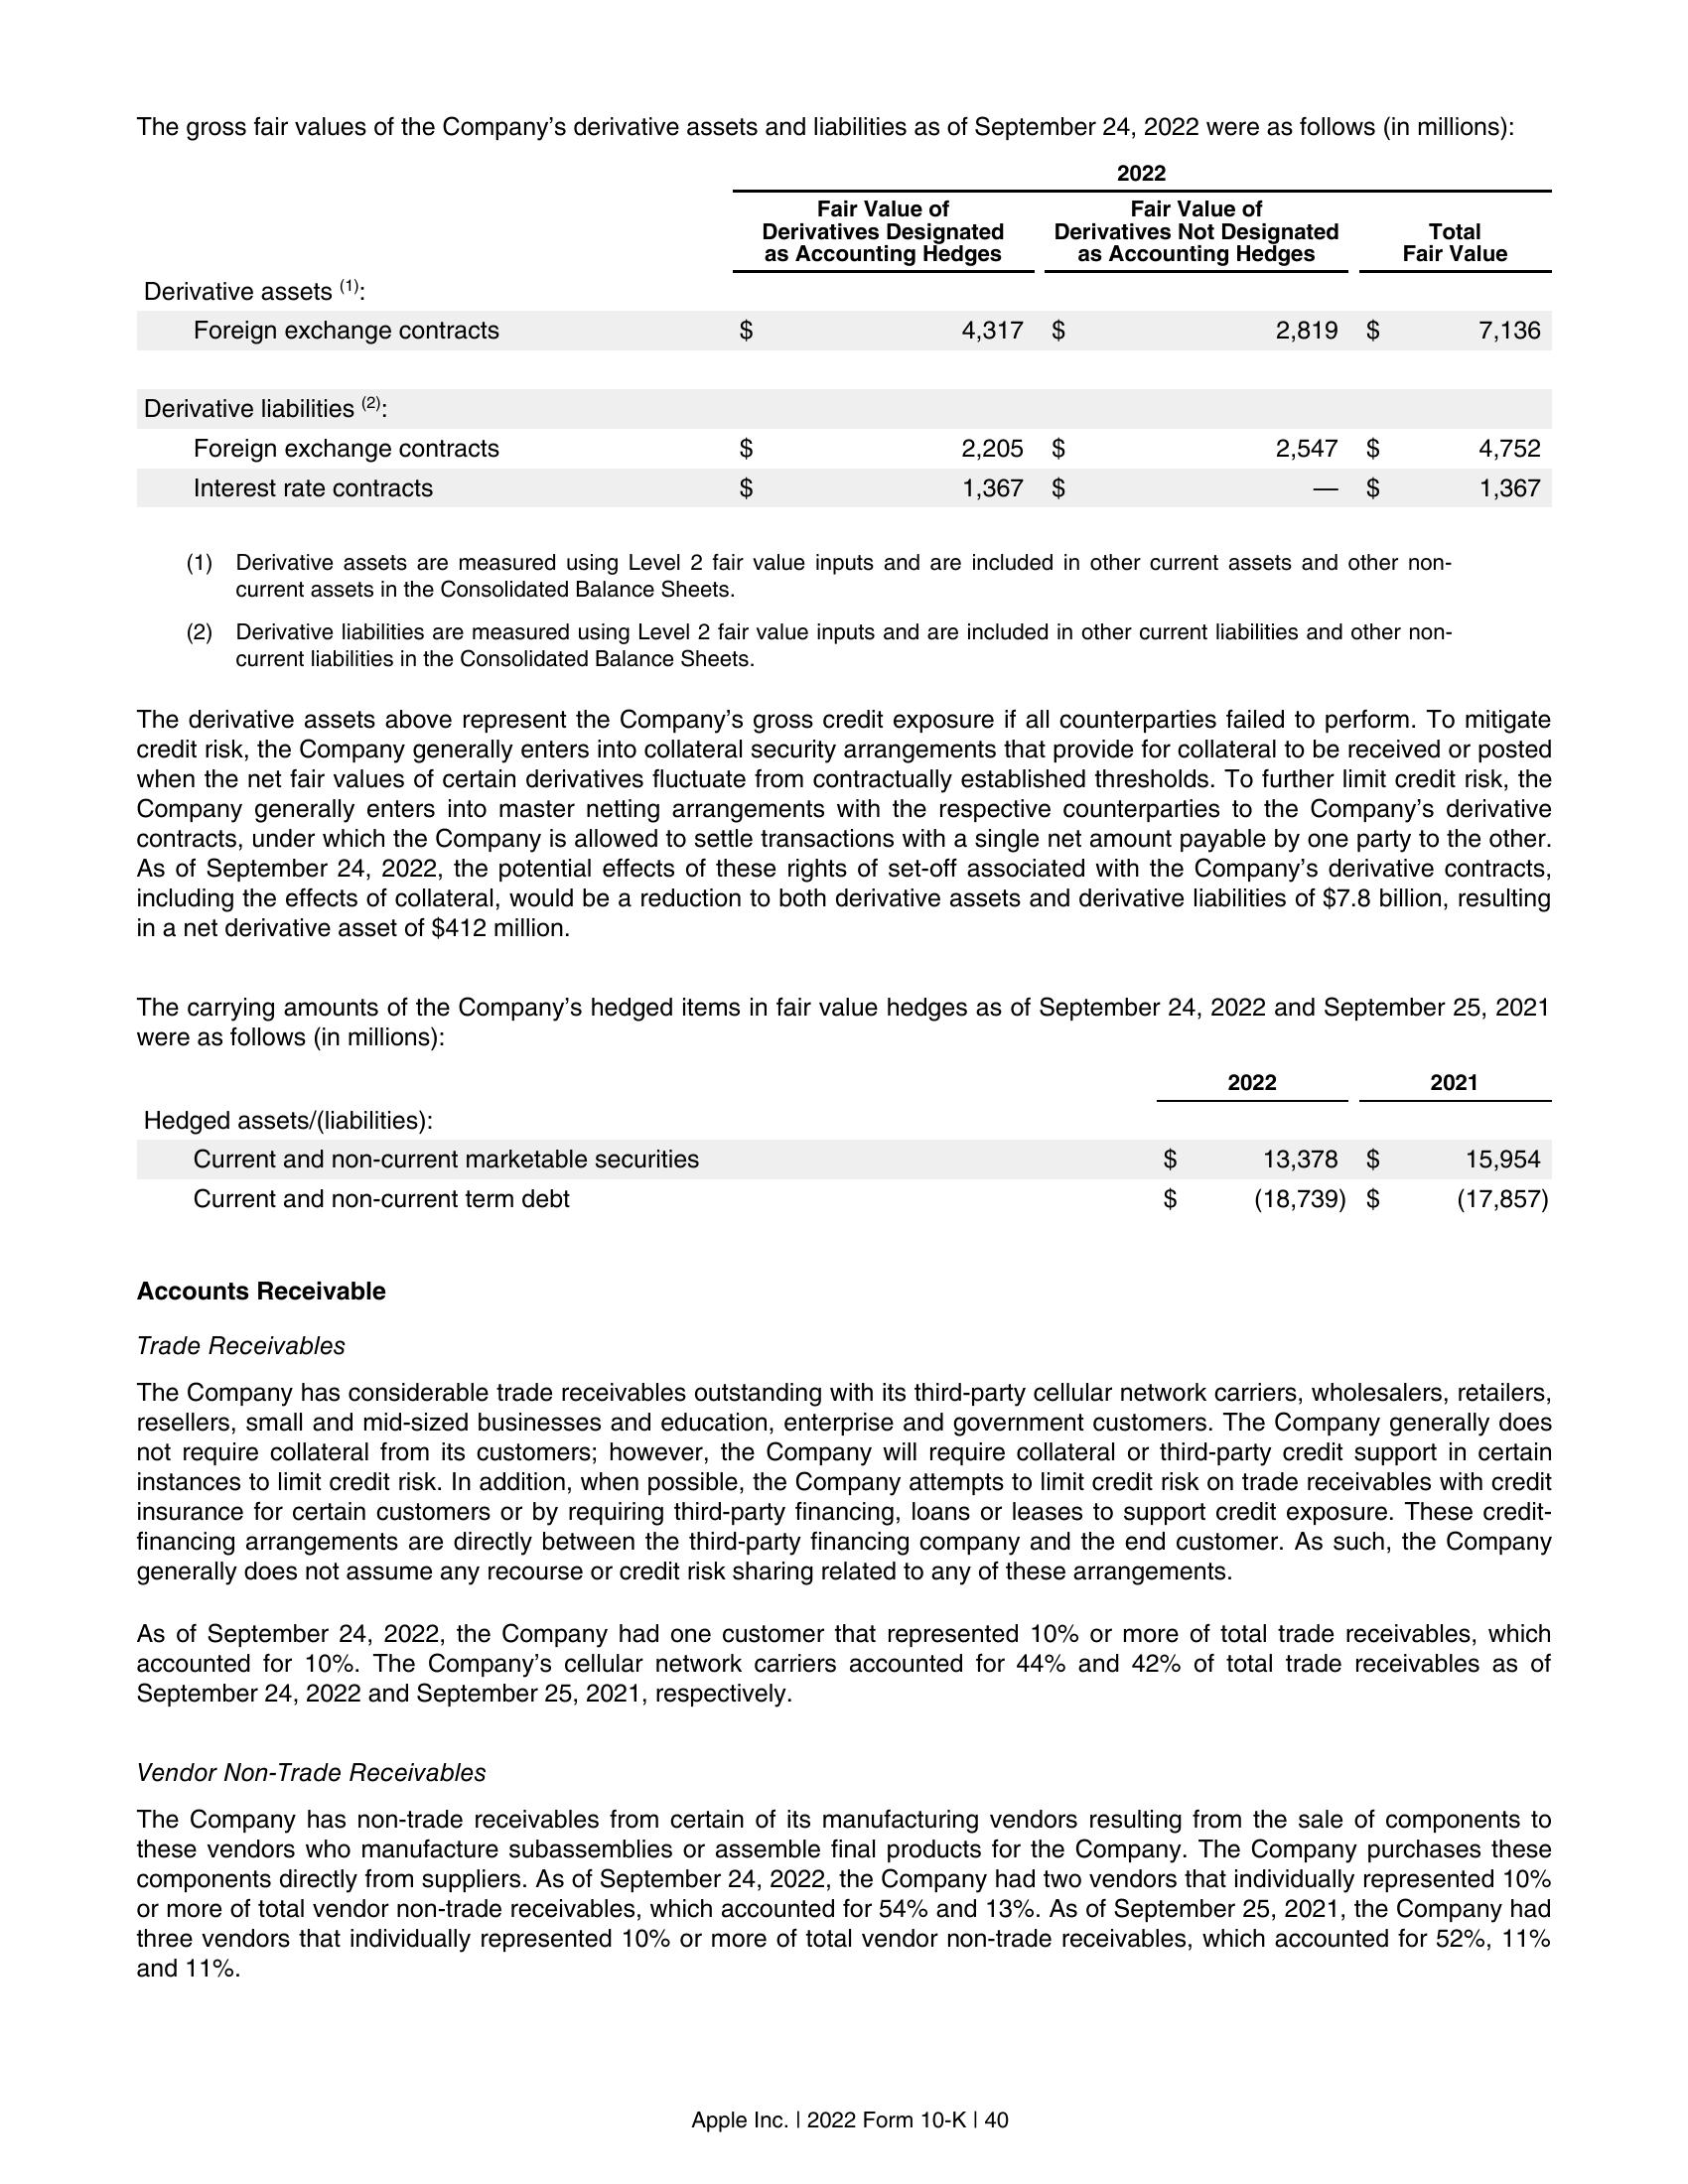 The gross fair values of the Company’s derivative assets and liabilities as of September 24, 2022 were as follows (in millions):
2022
Fair Value of
Derivatives Designated
as Accounting Hedges
Fair Value of
Derivatives Not Designated
as Accounting Hedges
Total
Fair Value
Derivative assets (1):
Foreign exchange contracts $ 4,317 $ 2,819 $ 7,136
Derivative liabilities (2):
Foreign exchange contracts $ 2,205 $ 2,547 $ 4,752
Interest rate contracts $ 1,367 $ — $ 1,367
(1) Derivative assets are measured using Level 2 fair value inputs and are included in other current assets and other non-
current assets in the Consolidated Balance Sheets.
(2) Derivative liabilities are measured using Level 2 fair value inputs and are included in other current liabilities and other non-
current liabilities in the Consolidated Balance Sheets.
The derivative assets above represent the Company’s gross credit exposure if all counterparties failed to perform. To mitigate
credit risk, the Company generally enters into collateral security arrangements that provide for collateral to be received or posted
when the net fair values of certain derivatives fluctuate from contractually established thresholds. To further limit credit risk, the
Company generally enters into master netting arrangements with the respective counterparties to the Company’s derivative
contracts, under which the Company is allowed to settle transactions with a single net amount payable by one party to the other.
As of September 24, 2022, the potential effects of these rights of set-off associated with the Company’s derivative contracts,
including the effects of collateral, would be a reduction to both derivative assets and derivative liabilities of $7.8 billion, resulting
in a net derivative asset of $412 million.
The carrying amounts of the Company’s hedged items in fair value hedges as of September 24, 2022 and September 25, 2021
were as follows (in millions):
2022 2021
Hedged assets/(liabilities):
Current and non-current marketable securities $ 13,378 $ 15,954
Current and non-current term debt $ (18,739) $ (17,857)
Accounts Receivable
Trade Receivables
The Company has considerable trade receivables outstanding with its third-party cellular network carriers, wholesalers, retailers,
resellers, small and mid-sized businesses and education, enterprise and government customers. The Company generally does
not require collateral from its customers; however, the Company will require collateral or third-party credit support in certain
instances to limit credit risk. In addition, when possible, the Company attempts to limit credit risk on trade receivables with credit
insurance for certain customers or by requiring third-party financing, loans or leases to support credit exposure. These credit-
financing arrangements are directly between the third-party financing company and the end customer. As such, the Company
generally does not assume any recourse or credit risk sharing related to any of these arrangements.
As of September 24, 2022, the Company had one customer that represented 10% or more of total trade receivables, which
accounted for 10%. The Company’s cellular network carriers accounted for 44% and 42% of total trade receivables as of
September 24, 2022 and September 25, 2021, respectively.
Vendor Non-Trade Receivables
The Company has non-trade receivables from certain of its manufacturing vendors resulting from the sale of components to
these vendors who manufacture subassemblies or assemble final products for the Company. The Company purchases these
components directly from suppliers. As of September 24, 2022, the Company had two vendors that individually represented 10%
or more of total vendor non-trade receivables, which accounted for 54% and 13%. As of September 25, 2021, the Company had
three vendors that individually represented 10% or more of total vendor non-trade receivables, which accounted for 52%, 11%
and 11%.
Apple Inc. | 2022 Form 10-K | 40